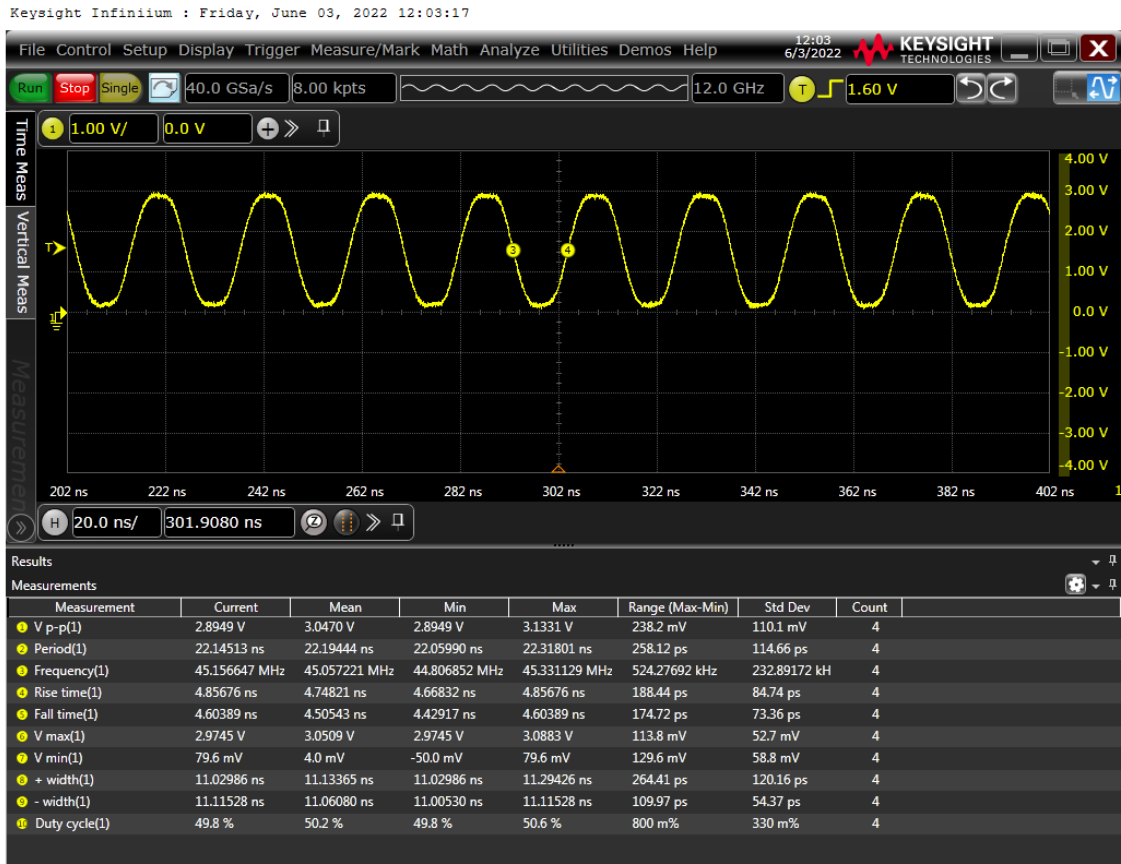 Keysight Infiniium : Friday, June 03, 2022 12:03:17
File Control Setup Display Trigger Measure/Mark Math Analyze Utilities Demos Help
12:03
6/3/2022
KEYSIGHT
TECHNOLOGIES
X
Run Stop Single 40.0 GSa/s 8.00 kpts 12.0 GHz T 1.60 V
Time Meas
Vertical Meas
Measuremen
1 1.00 V/ 0.0 V +
4.00 V
3.00 V
2.00 V
1.00 V
0.0 V
-1.00 V
-2.00 V
-3.00 V
-4.00 V
T
3 4
1
202 ns 222 ns 242 ns 262 ns 282 ns 302 ns 322 ns 342 ns 362 ns 382 ns 402 ns 1
H 20.0 ns/ 301.9080 ns Z
Results
Measurements
Measurement Current Mean Min Max Range (Max-Min) Std Dev Count
1 V p-p(1) 2.8949 V 3.0470 V 2.8949 V 3.1331 V 238.2 mV 110.1 mV 4
2 Period(1) 22.14513 ns 22.19444 ns 22.05990 ns 22.31801 ns 258.12 ps 114.66 ps 4
3 Frequency(1) 45.156647 MHz 45.057221 MHz 44.806852 MHz 45.331129 MHz 524.27692 kHz 232.89172 kH 4
4 Rise time(1) 4.85676 ns 4.74821 ns 4.66832 ns 4.85676 ns 188.44 ps 84.74 ps 4
5 Fall time(1) 4.60389 ns 4.50543 ns 4.42917 ns 4.60389 ns 174.72 ps 73.36 ps 4
6 V max(1) 2.9745 V 3.0509 V 2.9745 V 3.0883 V 113.8 mV 52.7 mV 4
7 V min(1) 79.6 mV 4.0 mV -50.0 mV 79.6 mV 129.6 mV 58.8 mV 4
8 + width(1) 11.02986 ns 11.13365 ns 11.02986 ns 11.29426 ns 264.41 ps 120.16 ps 4
9 - width(1) 11.11528 ns 11.06080 ns 11.00530 ns 11.11528 ns 109.97 ps 54.37 ps 4
10 Duty cycle(1) 49.8 % 50.2 % 49.8 % 50.6 % 800 m% 330 m% 4